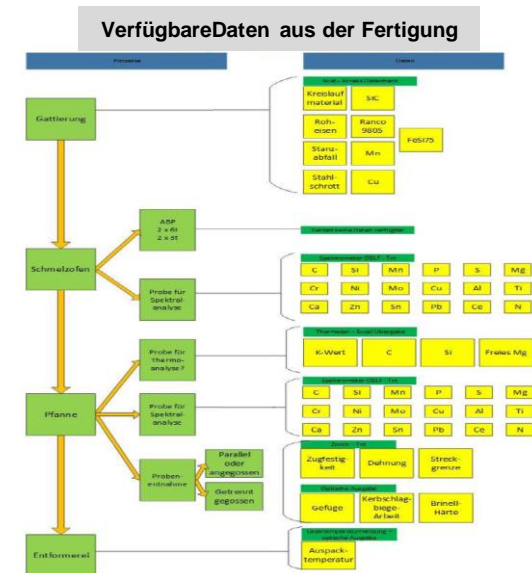 VerfügbareDaten aus der Fertigung
Prozesse
Daten
Gattierung
Kreislauf
material
SiC
Roh-
eisen
Ranco
9805
FeSi75
Stanz-
abfall
Mn
Stahl-
schrott
Cu
ABP
2 x 6t
2 x 3t
Schmelzofen
Probe für
Spektral-
analyse
C Si Mn P S Mg
Cr Ni Mo Cu Al Ti
Ca Zn Sn Pb Ce N
Probe für
Thermo-
analyse?
K-Wert
C
Si
Freies Mg
Pfanne
Probe für
Spektral-
analyse
C Si Mn P S Mg
Cr Ni Mo Cu Al Ti
Ca Zn Sn Pb Ce N
Proben-
entnahme
Parallel
oder
angegossen
Getrennt
gegossen
Zugfestig-
keit
Dehnung
Streck-
grenze
Gefüge
Kerbschlag-
biege-
Arbeit
Brinell-
Härte
Entformerei
Auspack-
temperatur